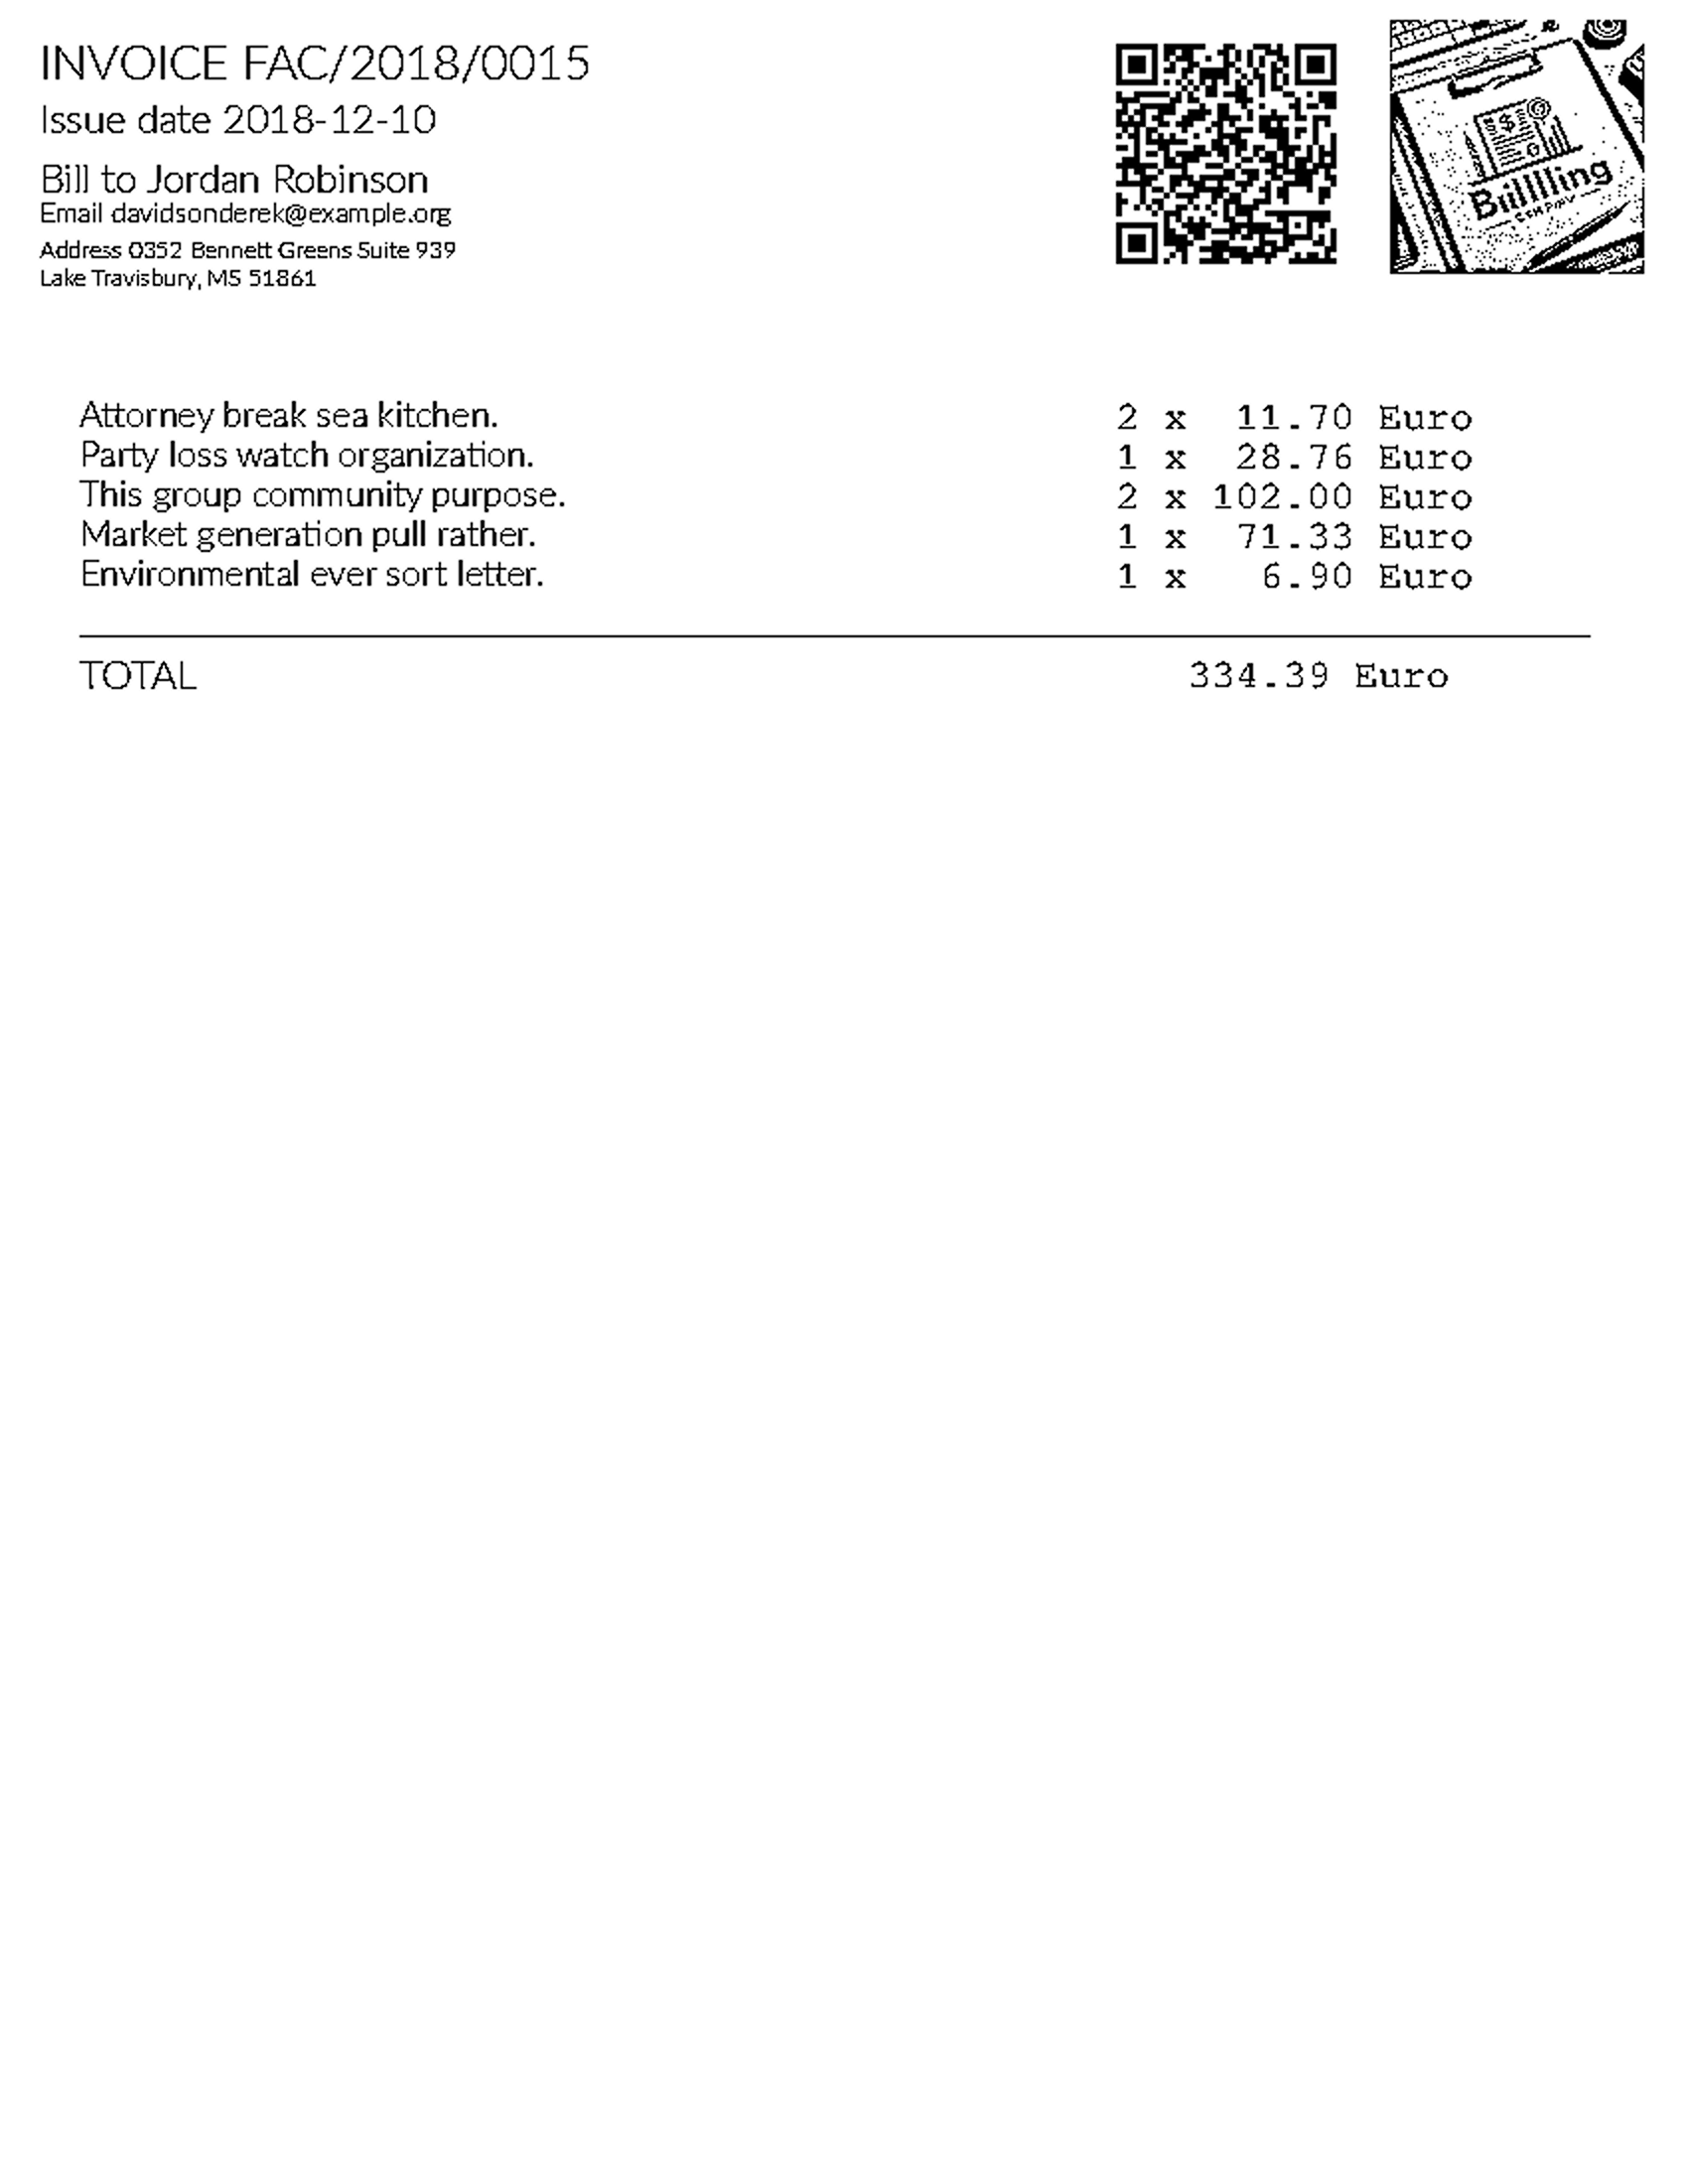 INVOICE FAC/2018/0015
Issue date 2018-12-10
Bill to Jordan Robinson
Email davidsonderek@example.org
Address 0352 Bennett Greens Suite 939
Lake Travisbury, MS 51861
$
Billlling
Attorney break sea kitchen. 2 x 11.70 Euro
Party loss watch organization. 1 x 28.76 Euro
This group community purpose. 2 x 102.00 Euro
Market generation pull rather. 1 x 71.33 Euro
Environmental ever sort letter. 1 x 6.90 Euro
TOTAL 334.39 Euro